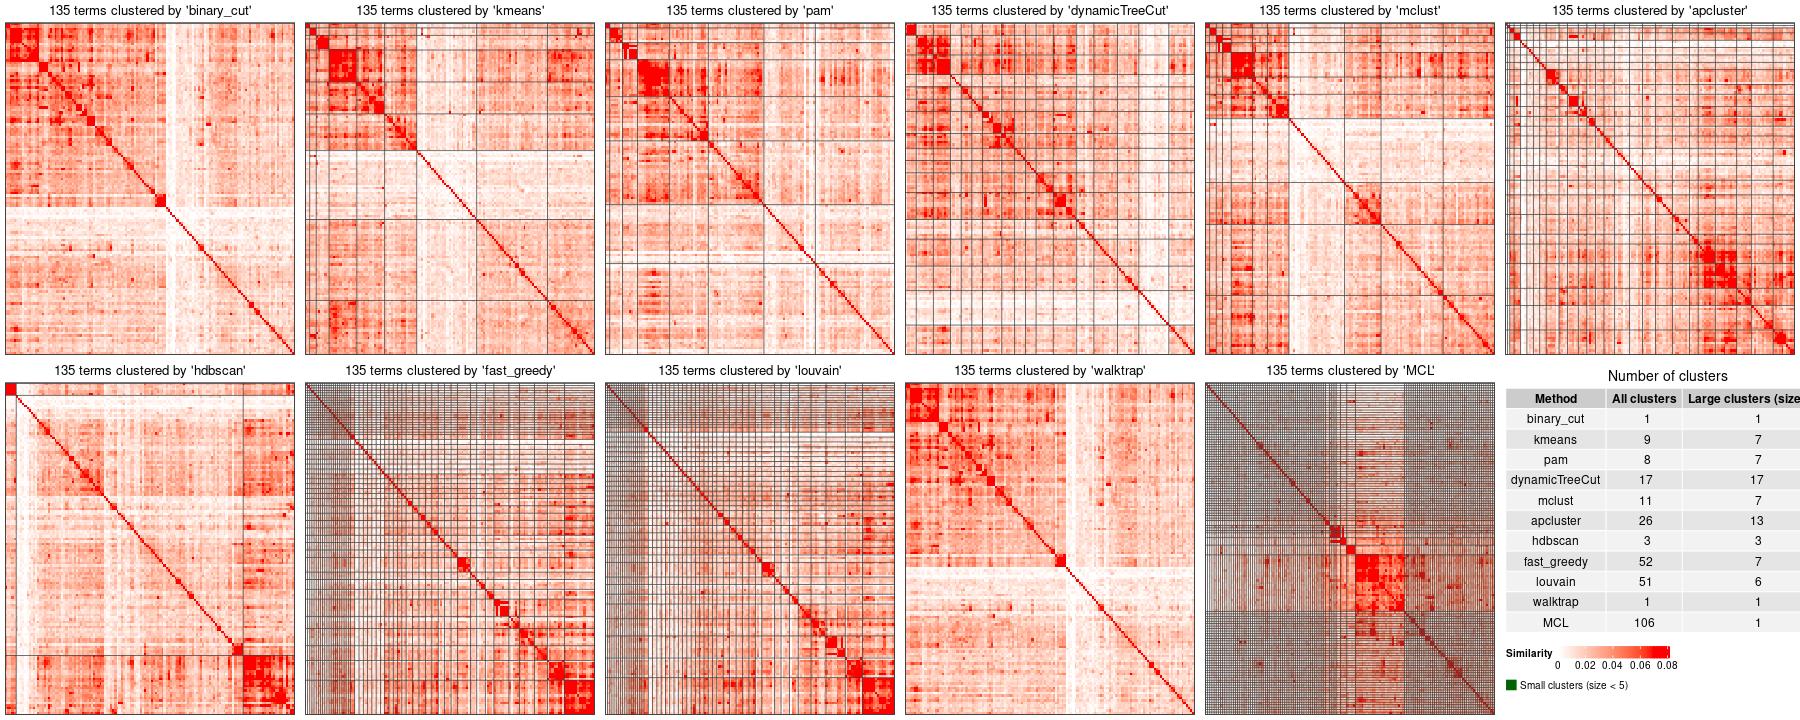 135 terms clustered by 'binary_cut'
135 terms clustered by 'kmeans'
135 terms clustered by 'pam'
135 terms clustered by 'dynamicTreeCut'
135 terms clustered by 'mclust'
135 terms clustered by 'apcluster'
135 terms clustered by 'hdbscan'
135 terms clustered by 'fast_greedy'
135 terms clustered by 'louvain'
135 terms clustered by 'walktrap'
135 terms clustered by 'MCL'
Number of clusters
Method All clusters Large clusters (size
binary_cut 1 1
kmeans 9 7
pam 8 7
dynamicTreeCut 17 17
mclust 11 7
apcluster 26 13
hdbscan 3 3
fast_greedy 52 7
louvain 51 6
walktrap 1 1
MCL 106 1
Similarity
0 0.02 0.04 0.06 0.08
Small clusters (size < 5)